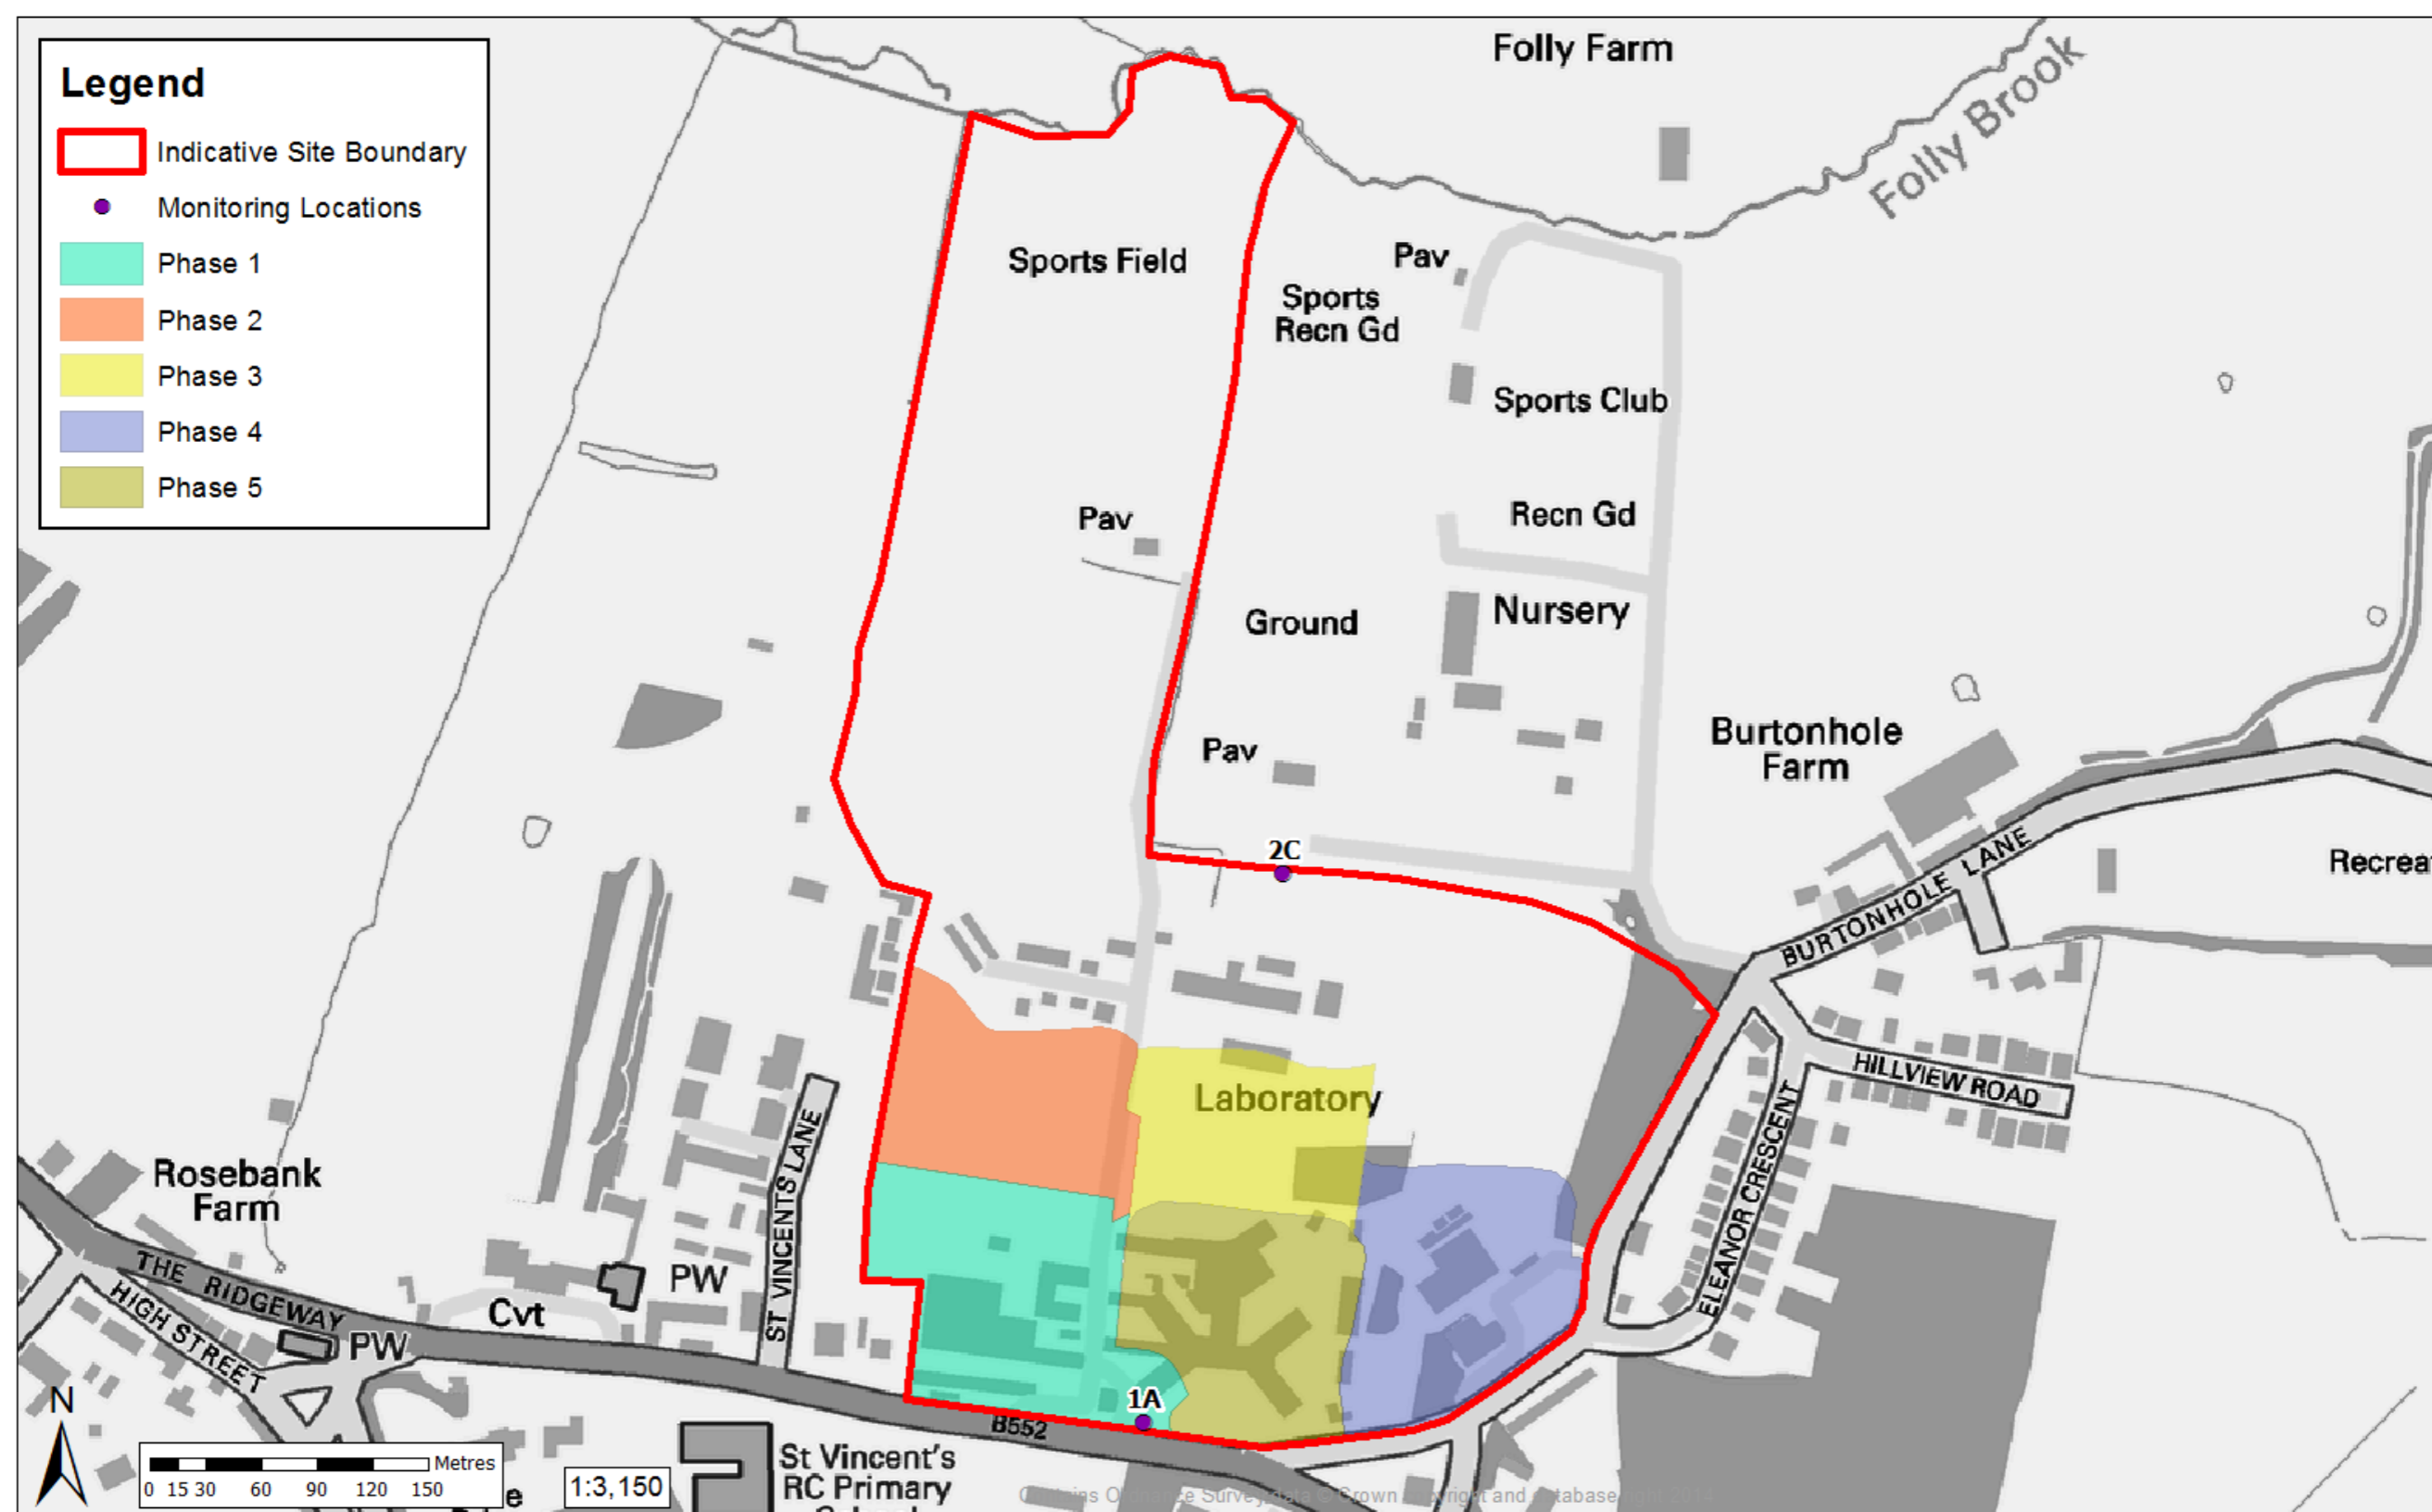 Legend
Indicative Site Boundary
Monitoring Locations
Phase 1
Phase 2
Phase 3
Phase 4
Phase 5
Folly Farm
Folly Brook
Sports Field
Pav
Sports
Recn Gd
Sports Club
Pav
Recn Gd
Ground
Nursery
Pav
Burtonhole
Farm
2C
BURTONHOLE LANE
Recrea
HILLVIEW ROAD
ELEANOR CRESCENT
Laboratory
ST VINCENTS LANE
Rosebank
Farm
THE RIDGEWAY
HIGH STREET
PW
Cvt
PW
1A
B552
St Vincent's
RC Primary
N
Metres
0 15 30 60 90 120 150
1:3,150